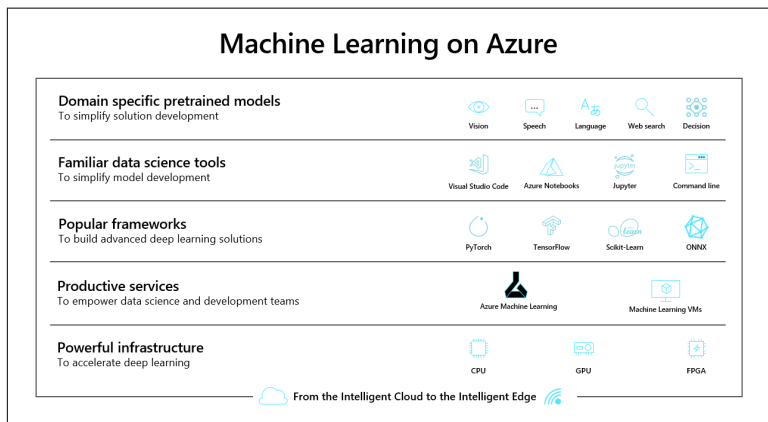 Machine Learning on Azure
Domain specific pretrained models
To simplify solution development
...
Aあ
Vision Speech Language Web search Decision
Familiar data science tools
To simplify model development
jupyter
>_
Visual Studio Code Azure Notebooks Jupyter Command line
Popular frameworks
To build advanced deep learning solutions
learn
PyTorch TensorFlow Scikit-Learn ONNX
Productive services
To empower data science and development teams
Azure Machine Learning Machine Learning VMs
Powerful infrastructure
To accelerate deep learning
CPU GPU FPGA
From the Intelligent Cloud to the Intelligent Edge